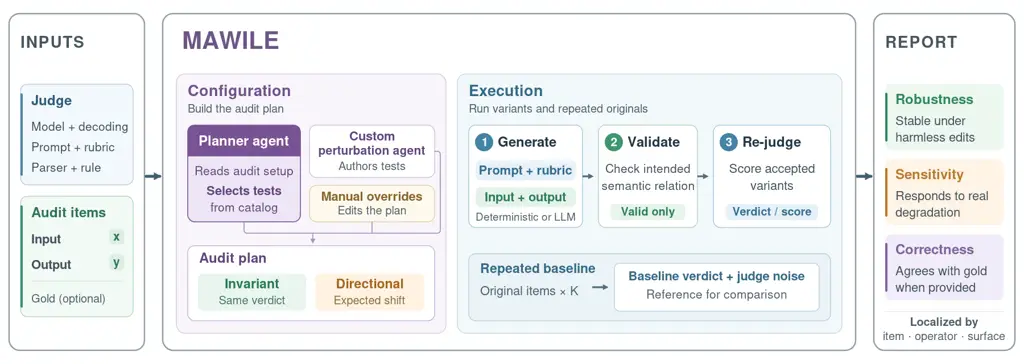 INPUTS
Judge
Model + decoding
Prompt + rubric
Parser + rule
Audit items
Input x
Output y
Gold (optional)
MAWILE
Configuration
Build the audit plan
Planner agent
Reads audit setup
Selects tests
from catalog
Custom
perturbation agent
Authors tests
Manual overrides
Edits the plan
Audit plan
Invariant
Same verdict
Directional
Expected shift
Execution
Run variants and repeated originals
1 Generate
Prompt + rubric
Input + output
Deterministic or LLM
2 Validate
Check intended
semantic relation
Valid only
3 Re-judge
Score accepted
variants
Verdict / score
Repeated baseline
Original items × K
Baseline verdict + judge noise
Reference for comparison
REPORT
Robustness
Stable under
harmless edits
Sensitivity
Responds to real
degradation
Correctness
Agrees with gold
when provided
Localized by
item · operator · surface